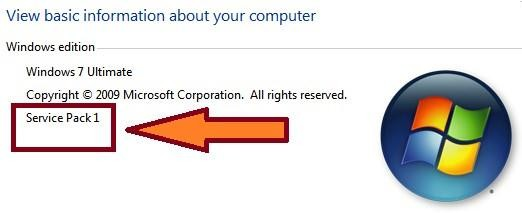 View basic information about your computer
Windows edition
Windows 7 Ultimate
Copyright © 2009 Microsoft Corporation.  All rights reserved.
Service Pack 1